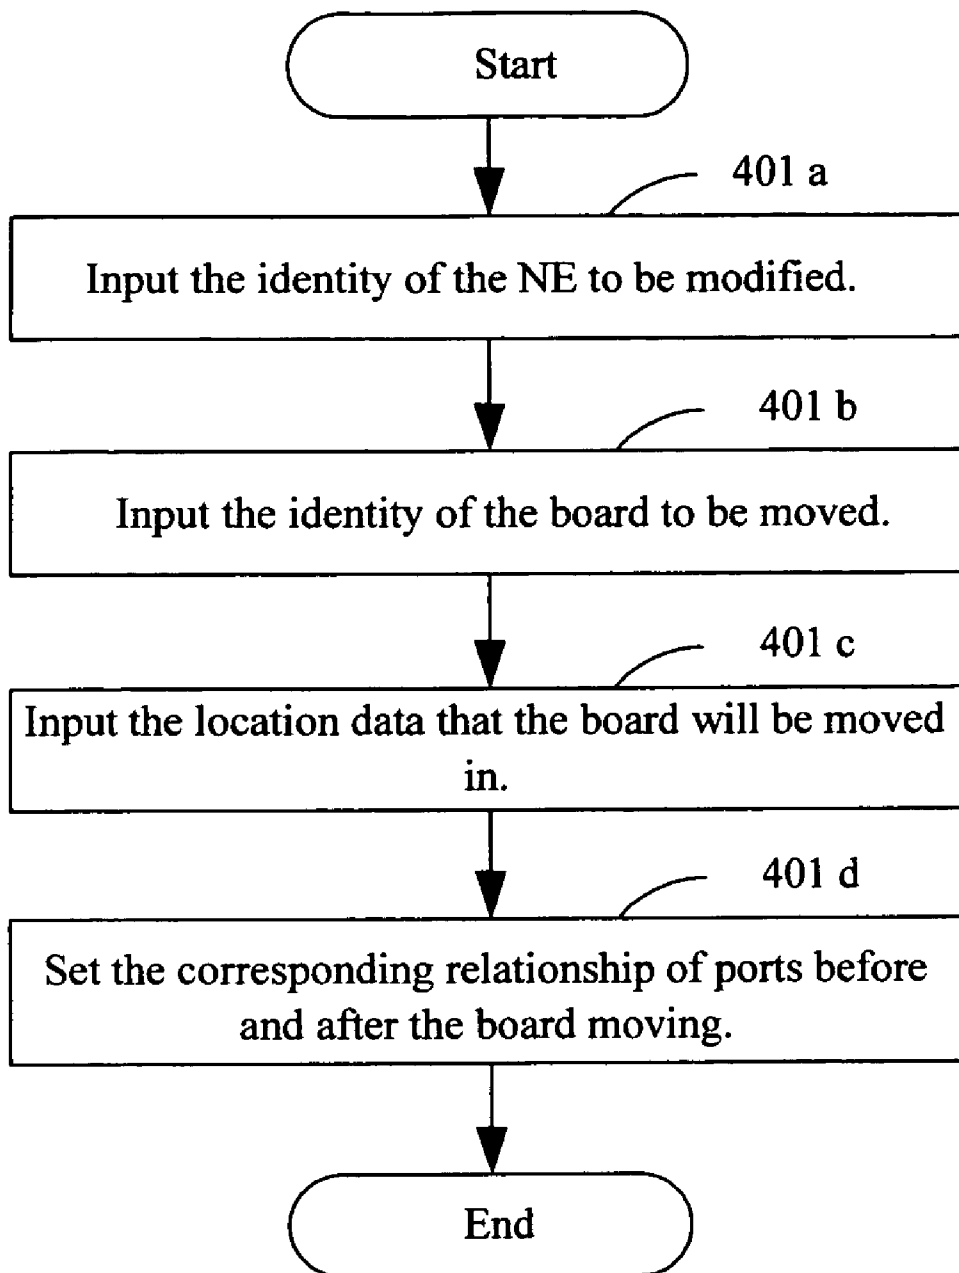 Start
401 a
Input the identity of the NE to be modified.
401 b
Input the identity of the board to be moved.
401 c
Input the location data that the board will be moved
in.
401 d
Set the corresponding relationship of ports before
and after the board moving.
End